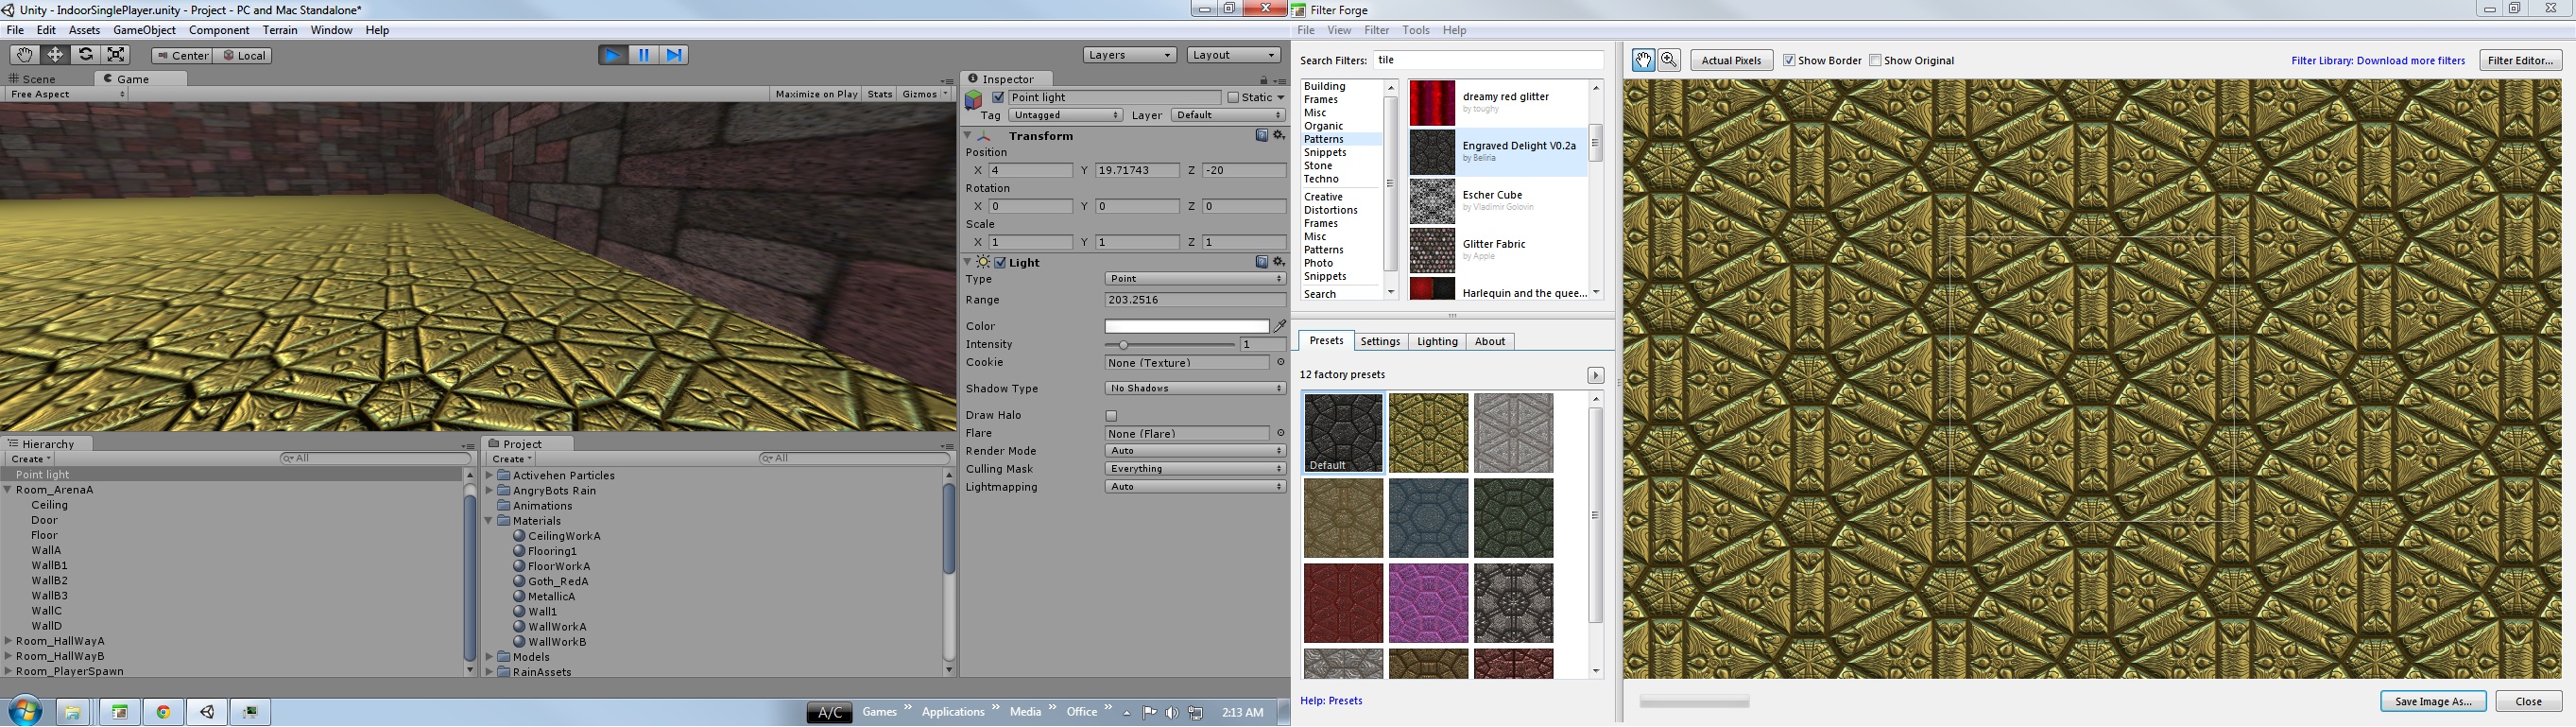 Unity - IndoorSinglePlayer.unity - Project - PC and Mac Standalone*
File Edit Assets GameObject Component Terrain Window Help
Center Local
Layers Layout
Scene Game
Free Aspect
Maximize on Play Stats Gizmos
Inspector
Point light Static
Tag Untagged Layer Default
Transform
Position
X 4 Y 19.71743 Z -20
Rotation
X 0 Y 0 Z 0
Scale
X 1 Y 1 Z 1
Light
Type Point
Range 203.2516
Color
Intensity 1
Cookie None (Texture)
Shadow Type No Shadows
Draw Halo
Flare None (Flare)
Render Mode Auto
Culling Mask Everything
Lightmapping Auto
Hierarchy
Create All
Point light
Room_ArenaA
Ceiling
Door
Floor
WallA
WallB1
WallB2
WallB3
WallC
WallD
Room_HallWayA
Room_HallWayB
Room_PlayerSpawn
Project
Create All
Activehen Particles
AngryBots Rain
Animations
Materials
CeilingWorkA
Flooring1
FloorWorkA
Goth_RedA
MetallicA
Wall1
WallWorkA
WallWorkB
Models
RainAssets
A/C Games » Applications » Media » Office » 2:13 AM
Filter Forge
File View Filter Tools Help
Search Filters: tile
Building
Frames
Misc
Organic
Patterns
Snippets
Stone
Techno
Creative
Distortions
Frames
Misc
Patterns
Photo
Snippets
Search
dreamy red glitter
by toughy
Engraved Delight V0.2a
by Beliria
Escher Cube
by Vladimir Golovin
Glitter Fabric
by Apple
Harlequin and the quee...
Presets Settings Lighting About
12 factory presets
Default
Help: Presets
Actual Pixels Show Border Show Original
Filter Library: Download more filters Filter Editor...
Save Image As... Close